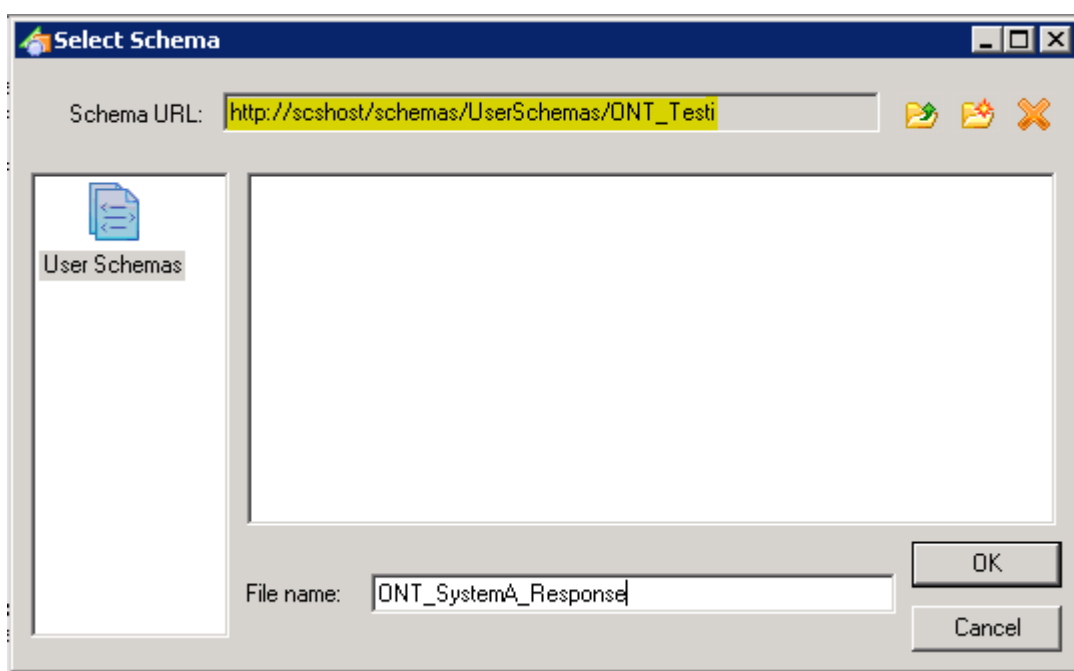 Select Schema
Schema URL: http://scshost/schemas/UserSchemas/ONT_Testi
User Schemas
File name: ONT_SystemA_Response
OK
Cancel